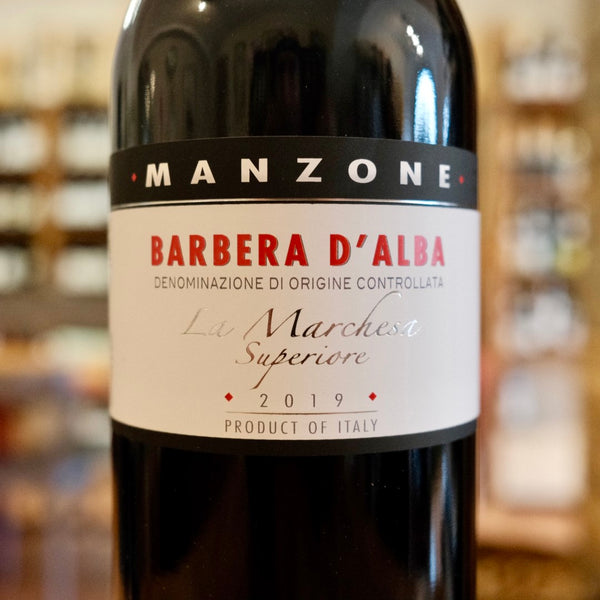 MANZONE
BARBERA D'ALBA
DENOMINAZIONE DI ORIGINE CONTROLLATA
La Marchesa
Superiore
2019
PRODUCT OF ITALY